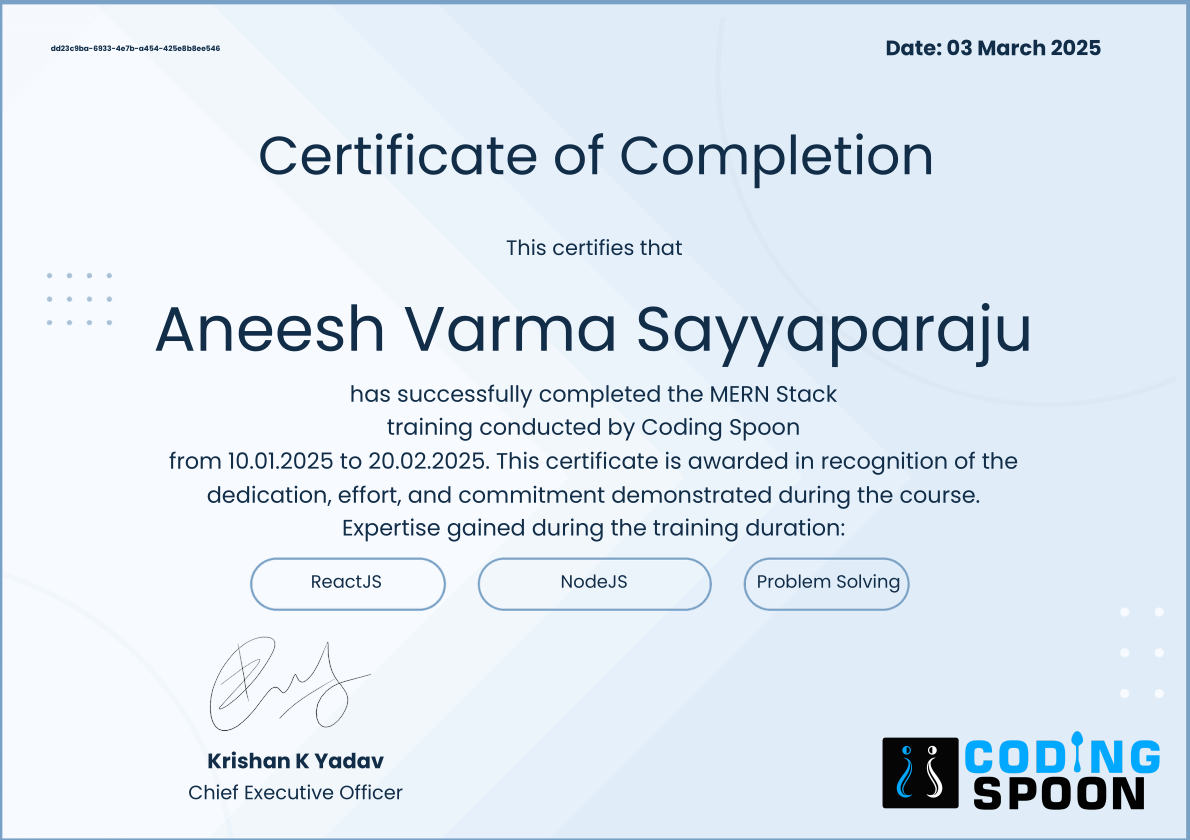 dd23c9ba-6933-4e7b-a454-425e8b8ee546
Date: 03 March 2025
Certificate of Completion
This certifies that
Aneesh Varma Sayyaparaju
has successfully completed the MERN Stack
training conducted by Coding Spoon
from 10.01.2025 to 20.02.2025. This certificate is awarded in recognition of the
dedication, effort, and commitment demonstrated during the course.
Expertise gained during the training duration:
ReactJS
NodeJS
Problem Solving
Krishan K Yadav
Chief Executive Officer
CODING
SPOON